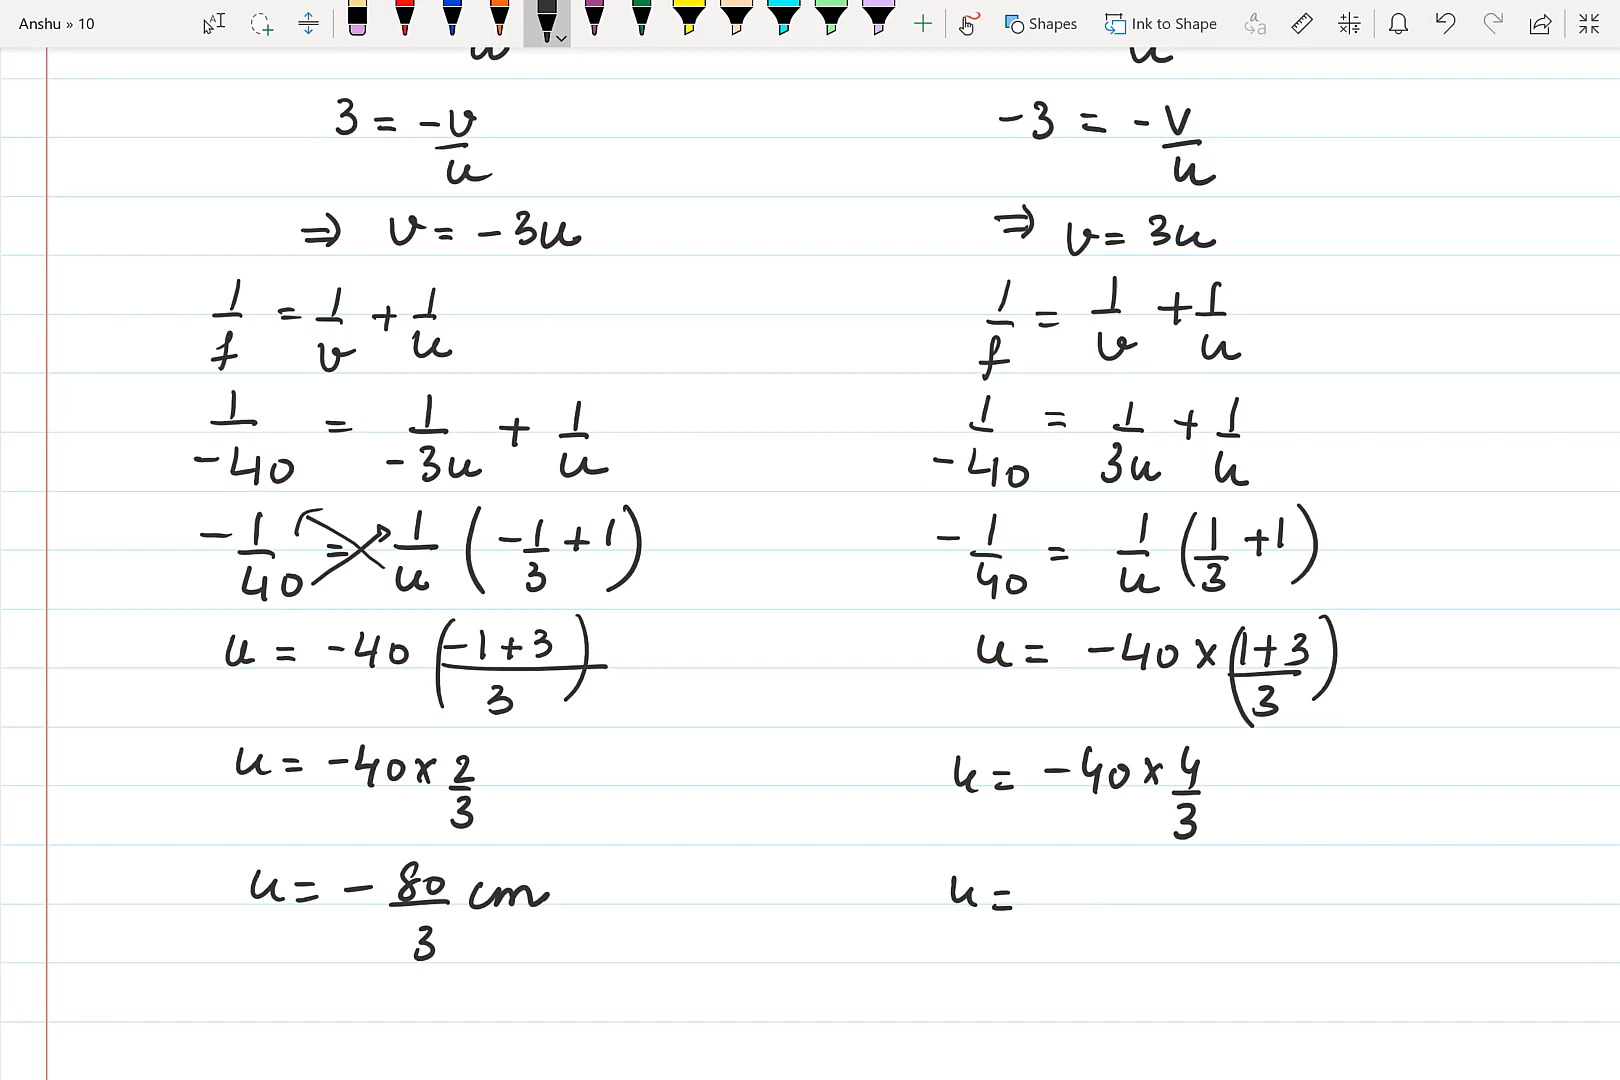 Anshu » 10
Shapes
Ink to Shape
u
u
3 = -v/u
-3 = -v/u
⇒ v = -3u
⇒ v = 3u
1/f = 1/v + 1/u
1/f = 1/v + 1/u
1/-40 = 1/-3u + 1/u
1/-40 = 1/3u + 1/u
-1/40 = 1/u (-1/3 + 1)
-1/40 = 1/u (1/3 + 1)
u = -40 (-1+3/3)
u = -40 × (1+3/3)
u = -40 × 2/3
u = -40 × 4/3
u = -80/3 cm
u =